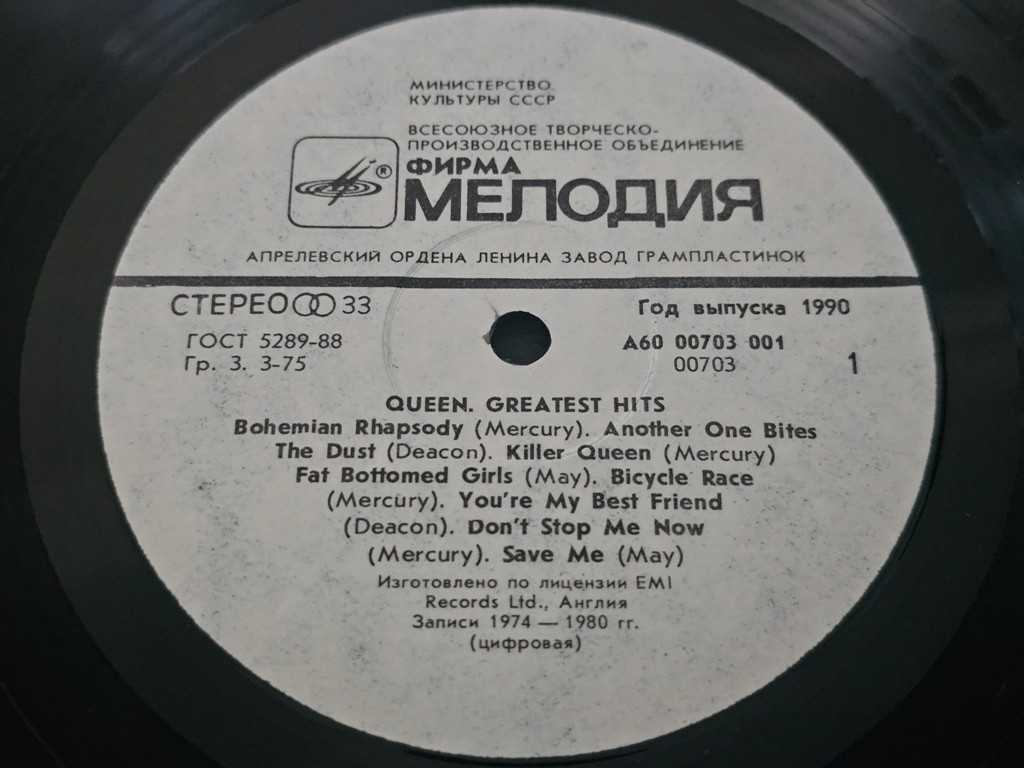 МИНИСТЕРСТВО
КУЛЬТУРЫ СССР
ВСЕСОЮЗНОЕ ТВОРЧЕСКО-
ПРОИЗВОДСТВЕННОЕ ОБЪЕДИНЕНИЕ
®
ФИРМА
МЕЛОДИЯ
АПРЕЛЕВСКИЙ ОРДЕНА ЛЕНИНА ЗАВОД ГРАМПЛАСТИНОК
СТЕРЕО 33
Год выпуска 1990
ГОСТ 5289-88
А60 00703 001
Гр. 3. 3-75
00703
1
QUEEN. GREATEST HITS
Bohemian Rhapsody (Mercury). Another One Bites
The Dust (Deacon). Killer Queen (Mercury)
Fat Bottomed Girls (May). Bicycle Race
(Mercury). You're My Best Friend
(Deacon). Don't Stop Me Now
(Mercury). Save Me (May)
Изготовлено по лицензии EMI
Records Ltd., Англия
Записи 1974 — 1980 гг.
(цифровая)